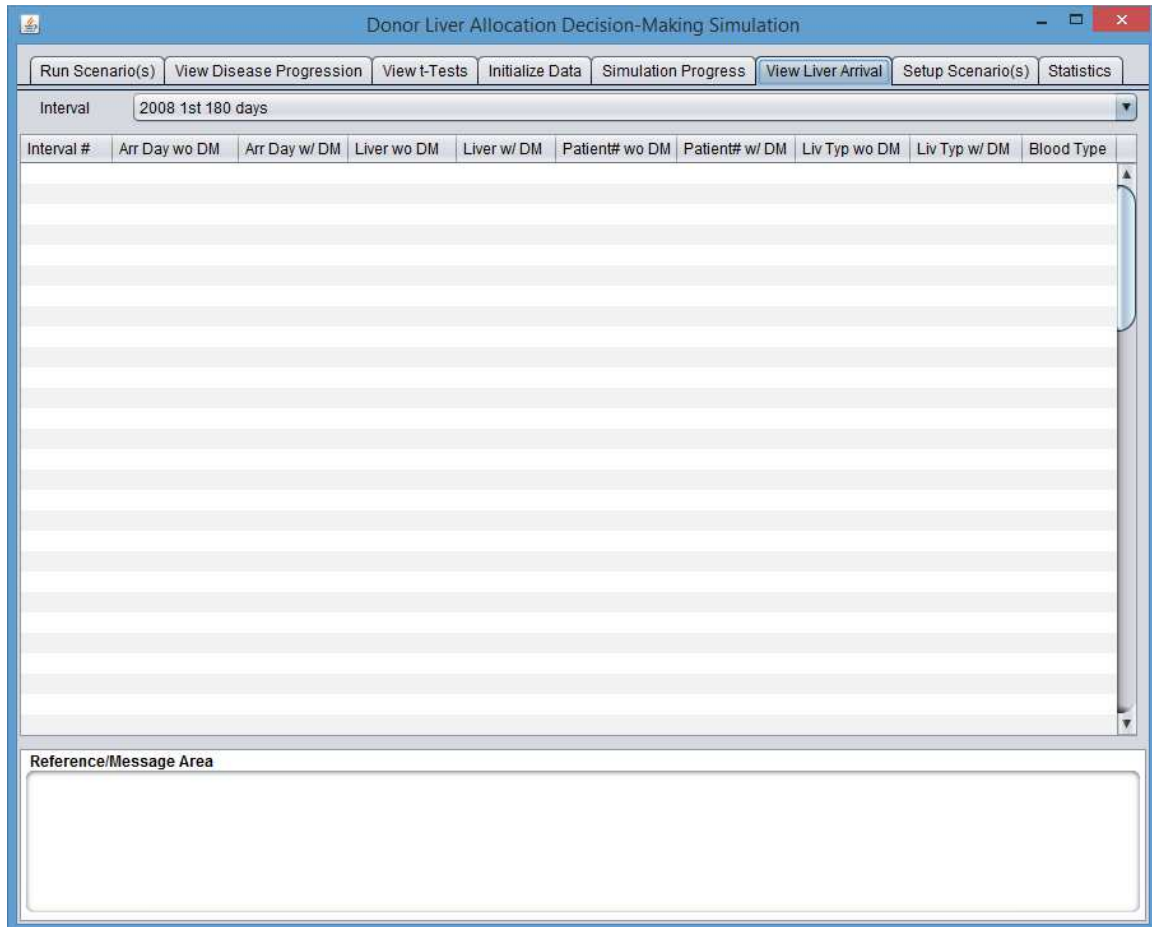 Donor Liver Allocation Decision-Making Simulation
Run Scenario(s) View Disease Progression View t-Tests Initialize Data Simulation Progress View Liver Arrival Setup Scenario(s) Statistics
Interval 2008 1st 180 days
Interval # Arr Day wo DM Arr Day w/ DM Liver wo DM Liver w/ DM Patient# wo DM Patient# w/ DM Liv Typ wo DM Liv Typ w/ DM Blood Type
Reference/Message Area